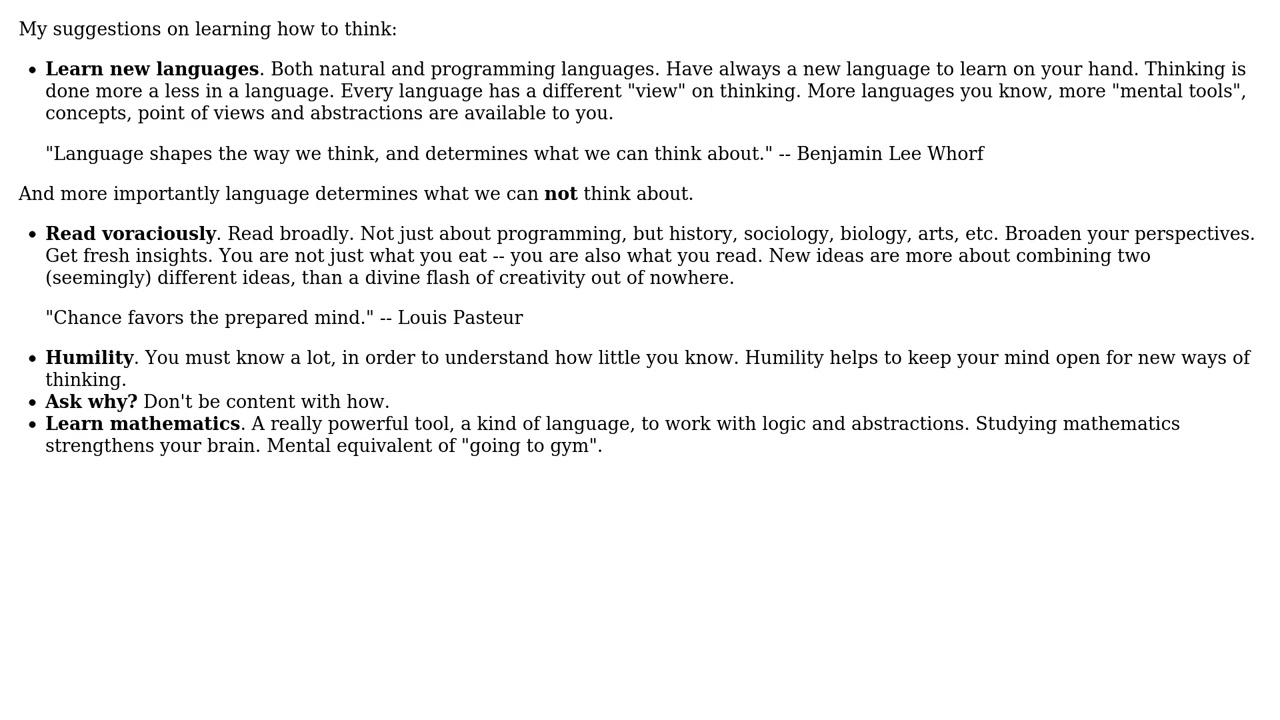 My suggestions on learning how to think:
• Learn new languages. Both natural and programming languages. Have always a new language to learn on your hand. Thinking is
done more a less in a language. Every language has a different "view" on thinking. More languages you know, more "mental tools",
concepts, point of views and abstractions are available to you.
"Language shapes the way we think, and determines what we can think about." -- Benjamin Lee Whorf
And more importantly language determines what we can not think about.
• Read voraciously. Read broadly. Not just about programming, but history, sociology, biology, arts, etc. Broaden your perspectives.
Get fresh insights. You are not just what you eat -- you are also what you read. New ideas are more about combining two
(seemingly) different ideas, than a divine flash of creativity out of nowhere.
"Chance favors the prepared mind." -- Louis Pasteur
• Humility. You must know a lot, in order to understand how little you know. Humility helps to keep your mind open for new ways of
thinking.
• Ask why? Don't be content with how.
• Learn mathematics. A really powerful tool, a kind of language, to work with logic and abstractions. Studying mathematics
strengthens your brain. Mental equivalent of "going to gym".